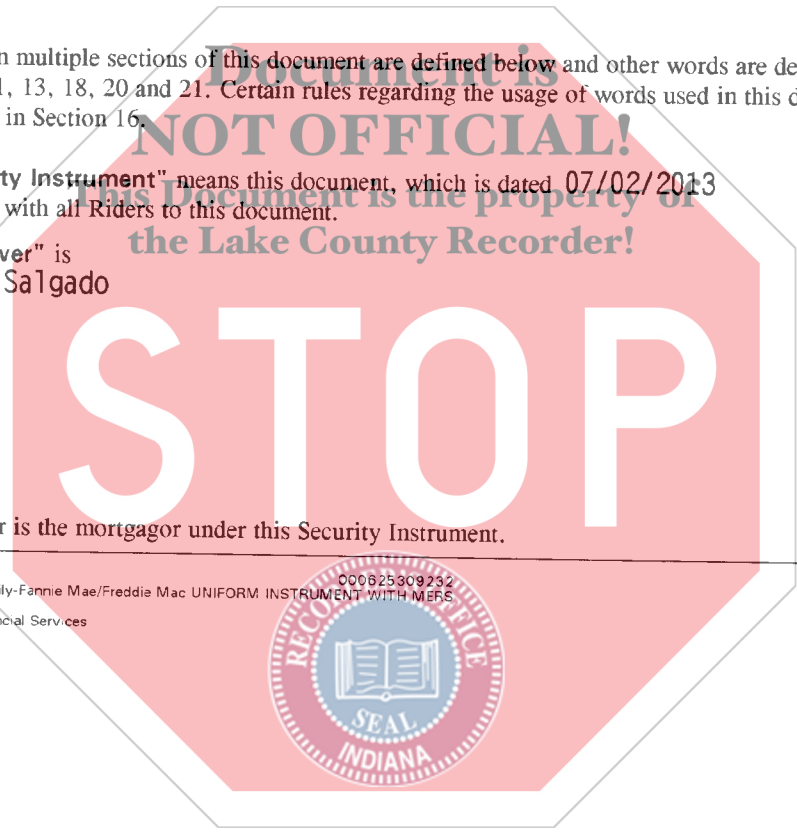 n multiple sections of this document are defined below and other words are de
Document is
1, 13, 18, 20 and 21. Certain rules regarding the usage of words used in this d
in Section 16.
NOT OFFICIAL!
ty Instrument" means this document, which is dated 07/02/2013
This Document is the property of
with all Riders to this document.
ver" is
the Lake County Recorder!
Salgado
STOP
r is the mortgagor under this Security Instrument.
000625309232
ily-Fannie Mae/Freddie Mac UNIFORM INSTRUMENT WITH MERS
ncial Services
RECORDER'S OFFICE
SEAL
INDIANA